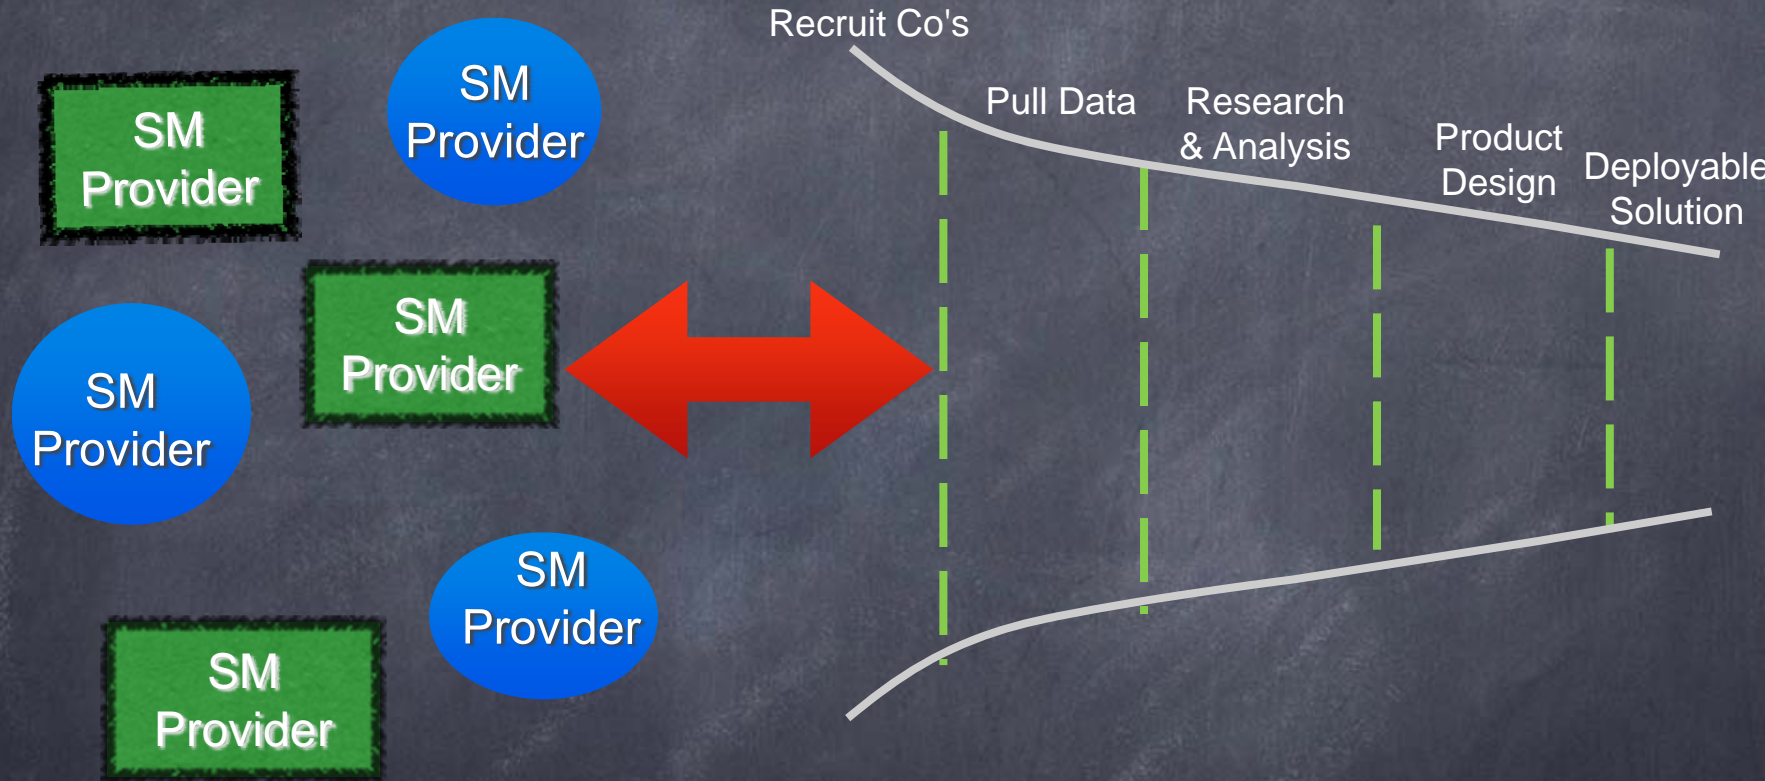 SM
Provider
SM
Provider
SM
Provider
SM
Provider
SM
Provider
SM
Provider
Recruit Co's
Pull Data
Research
& Analysis
Product
Design
Deployable
Solution